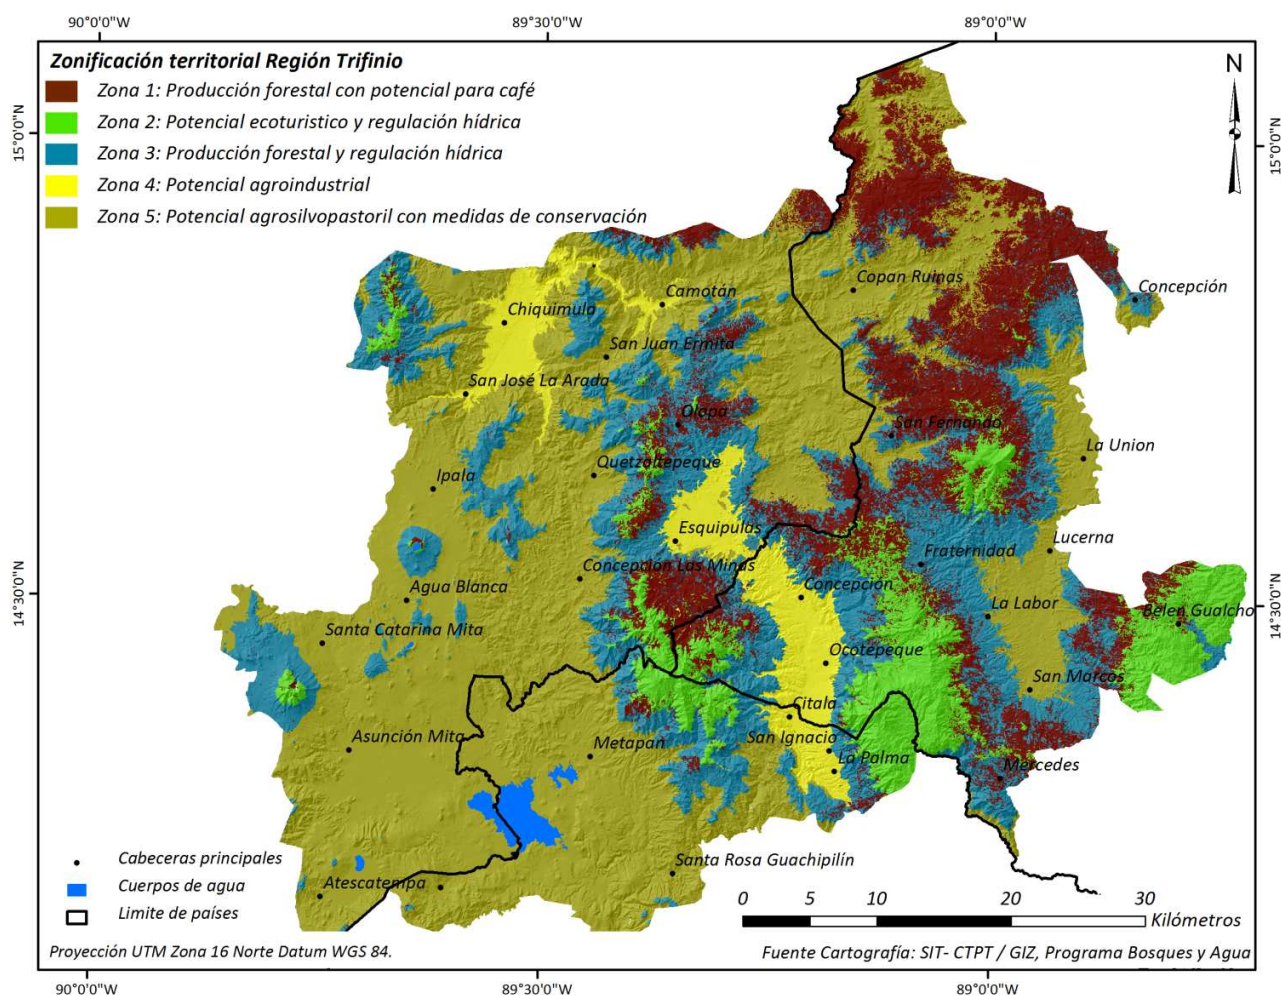 90°0'0"W 89°30'0"W 89°0'0"W
Zonificación territorial Región Trifinio
Zona 1: Producción forestal con potencial para café
Zona 2: Potencial ecoturistico y regulación hídrica
Zona 3: Producción forestal y regulación hídrica
Zona 4: Potencial agroindustrial
Zona 5: Potencial agrosilvopastoril con medidas de conservación
N
15°0'0"N
15°0'0"N
Copan Ruinas
Concepción
Camotán
Chiquimula
San Juan Ermita
San José La Arada
Olopa
San Fernando
La Union
Quetzaltepeque
Ipala
Esquipulas
Lucerna
Fraternidad
Concepción Las Minas
Concepción
Agua Blanca
La Labor
Belen Gualcho
14°30'0"N
14°30'0"N
Santa Catarina Mita
Ocotepeque
San Marcos
Citala
Asunción Mita
San Ignacio
Metapan
La Palma
Mercedes
Santa Rosa Guachipilín
Atescatempa
Cabeceras principales
Cuerpos de agua
Limite de países
0 5 10 20 30
Kilómetros
Proyección UTM Zona 16 Norte Datum WGS 84.
Fuente Cartografía: SIT- CTPT / GIZ, Programa Bosques y Agua
90°0'0"W 89°30'0"W 89°0'0"W